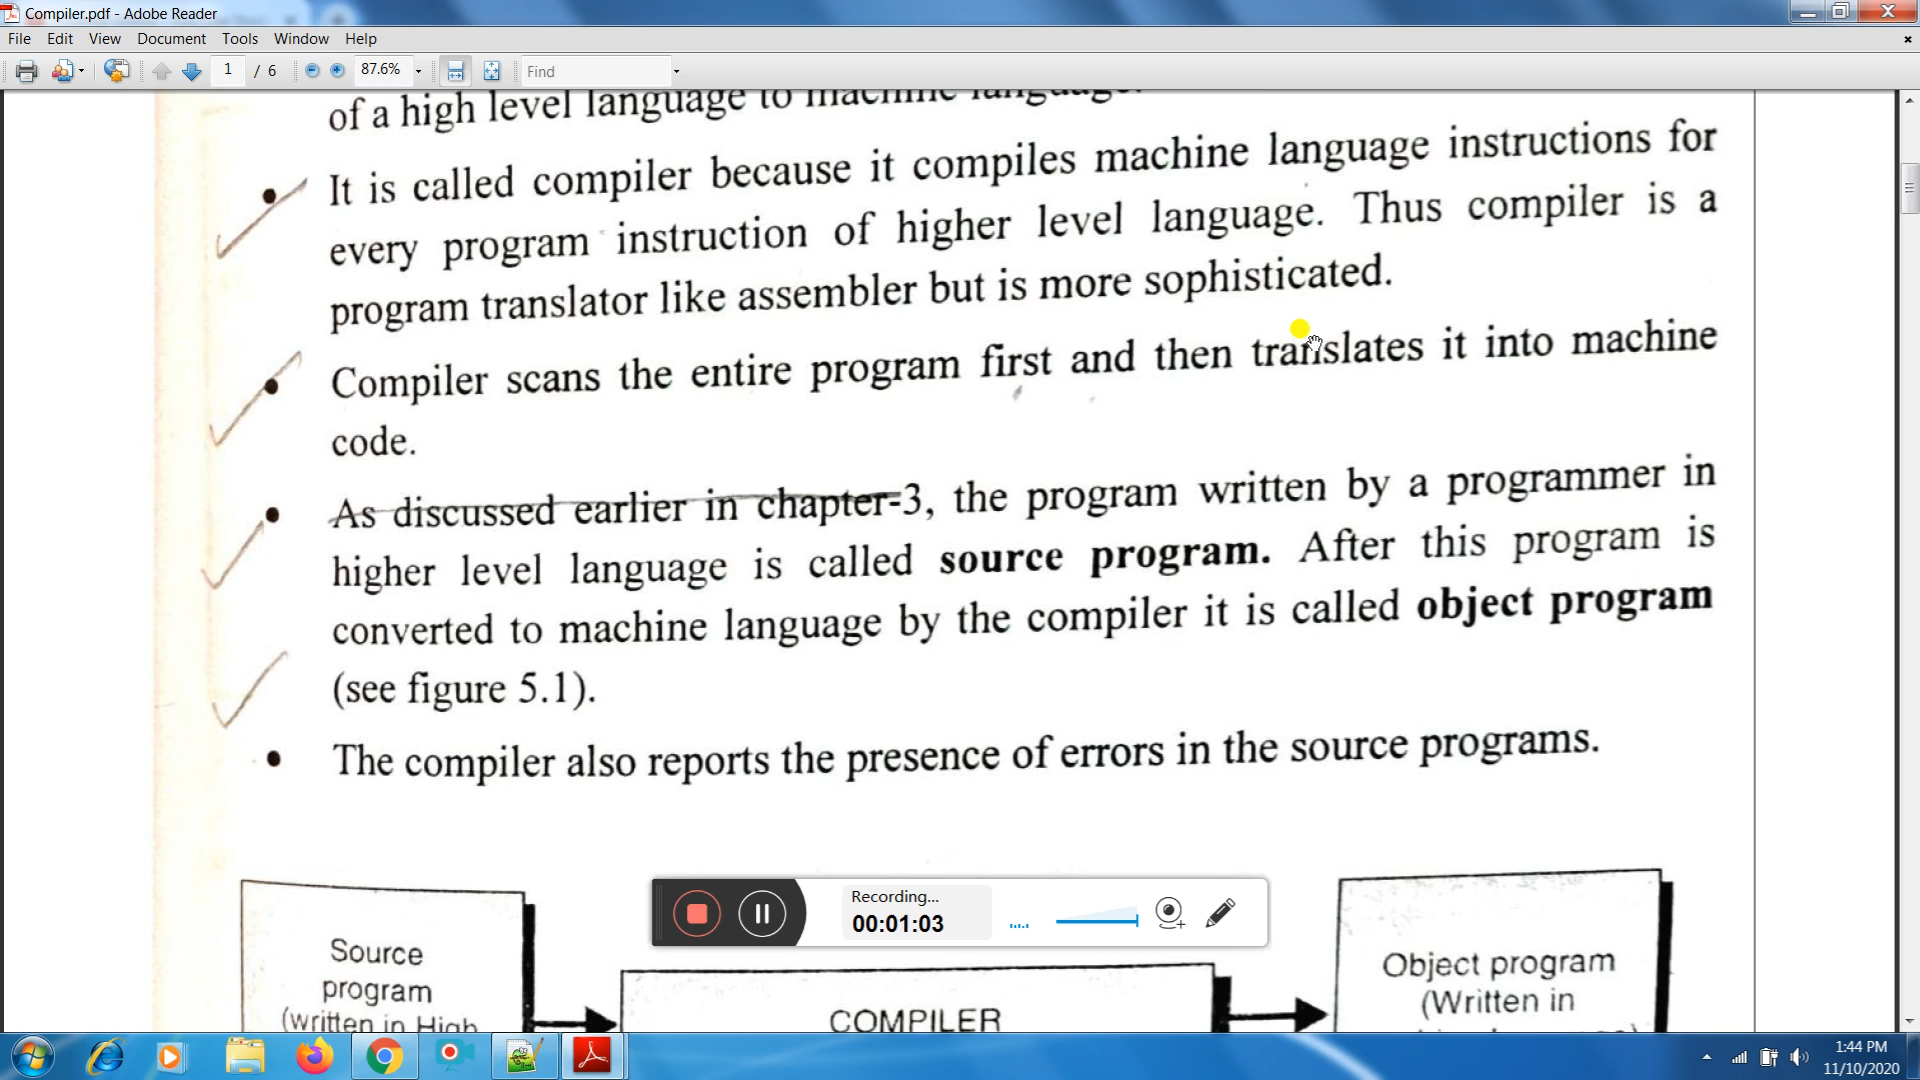 Compiler.pdf - Adobe Reader
File Edit View Document Tools Window Help
1 / 6 87.6% Find
of a high level language to machine language.
• It is called compiler because it compiles machine language instructions for
every program instruction of higher level language. Thus compiler is a
program translator like assembler but is more sophisticated.
• Compiler scans the entire program first and then translates it into machine
code.
• As discussed earlier in chapter-3, the program written by a programmer in
higher level language is called source program. After this program is
converted to machine language by the compiler it is called object program
(see figure 5.1).
• The compiler also reports the presence of errors in the source programs.
Recording...
00:01:03
Source
program
(written in High
COMPILER
Object program
(Written in
1:44 PM
11/10/2020